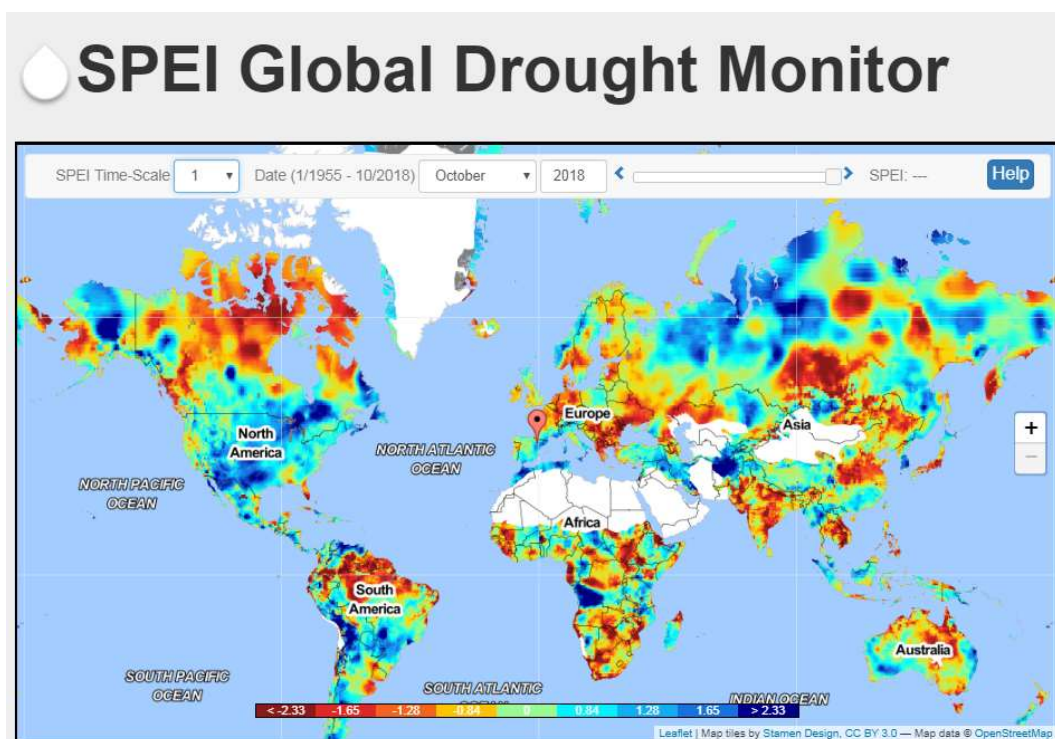 SPEI Global Drought Monitor
SPEI Time-Scale 1 Date (1/1955 - 10/2018) October 2018 SPEI: --- Help
Europe
Asia
North
America
NORTH ATLANTIC
OCEAN
NORTH PACIFIC
OCEAN
Africa
South
America
Australia
SOUTH PACIFIC
OCEAN
SOUTH ATLANTIC
INDIAN OCEAN
+
−
< -2.33 -1.65 -1.28 -0.84 0 0.84 1.28 1.65 > 2.33
Leaflet | Map tiles by Stamen Design, CC BY 3.0 — Map data © OpenStreetMap